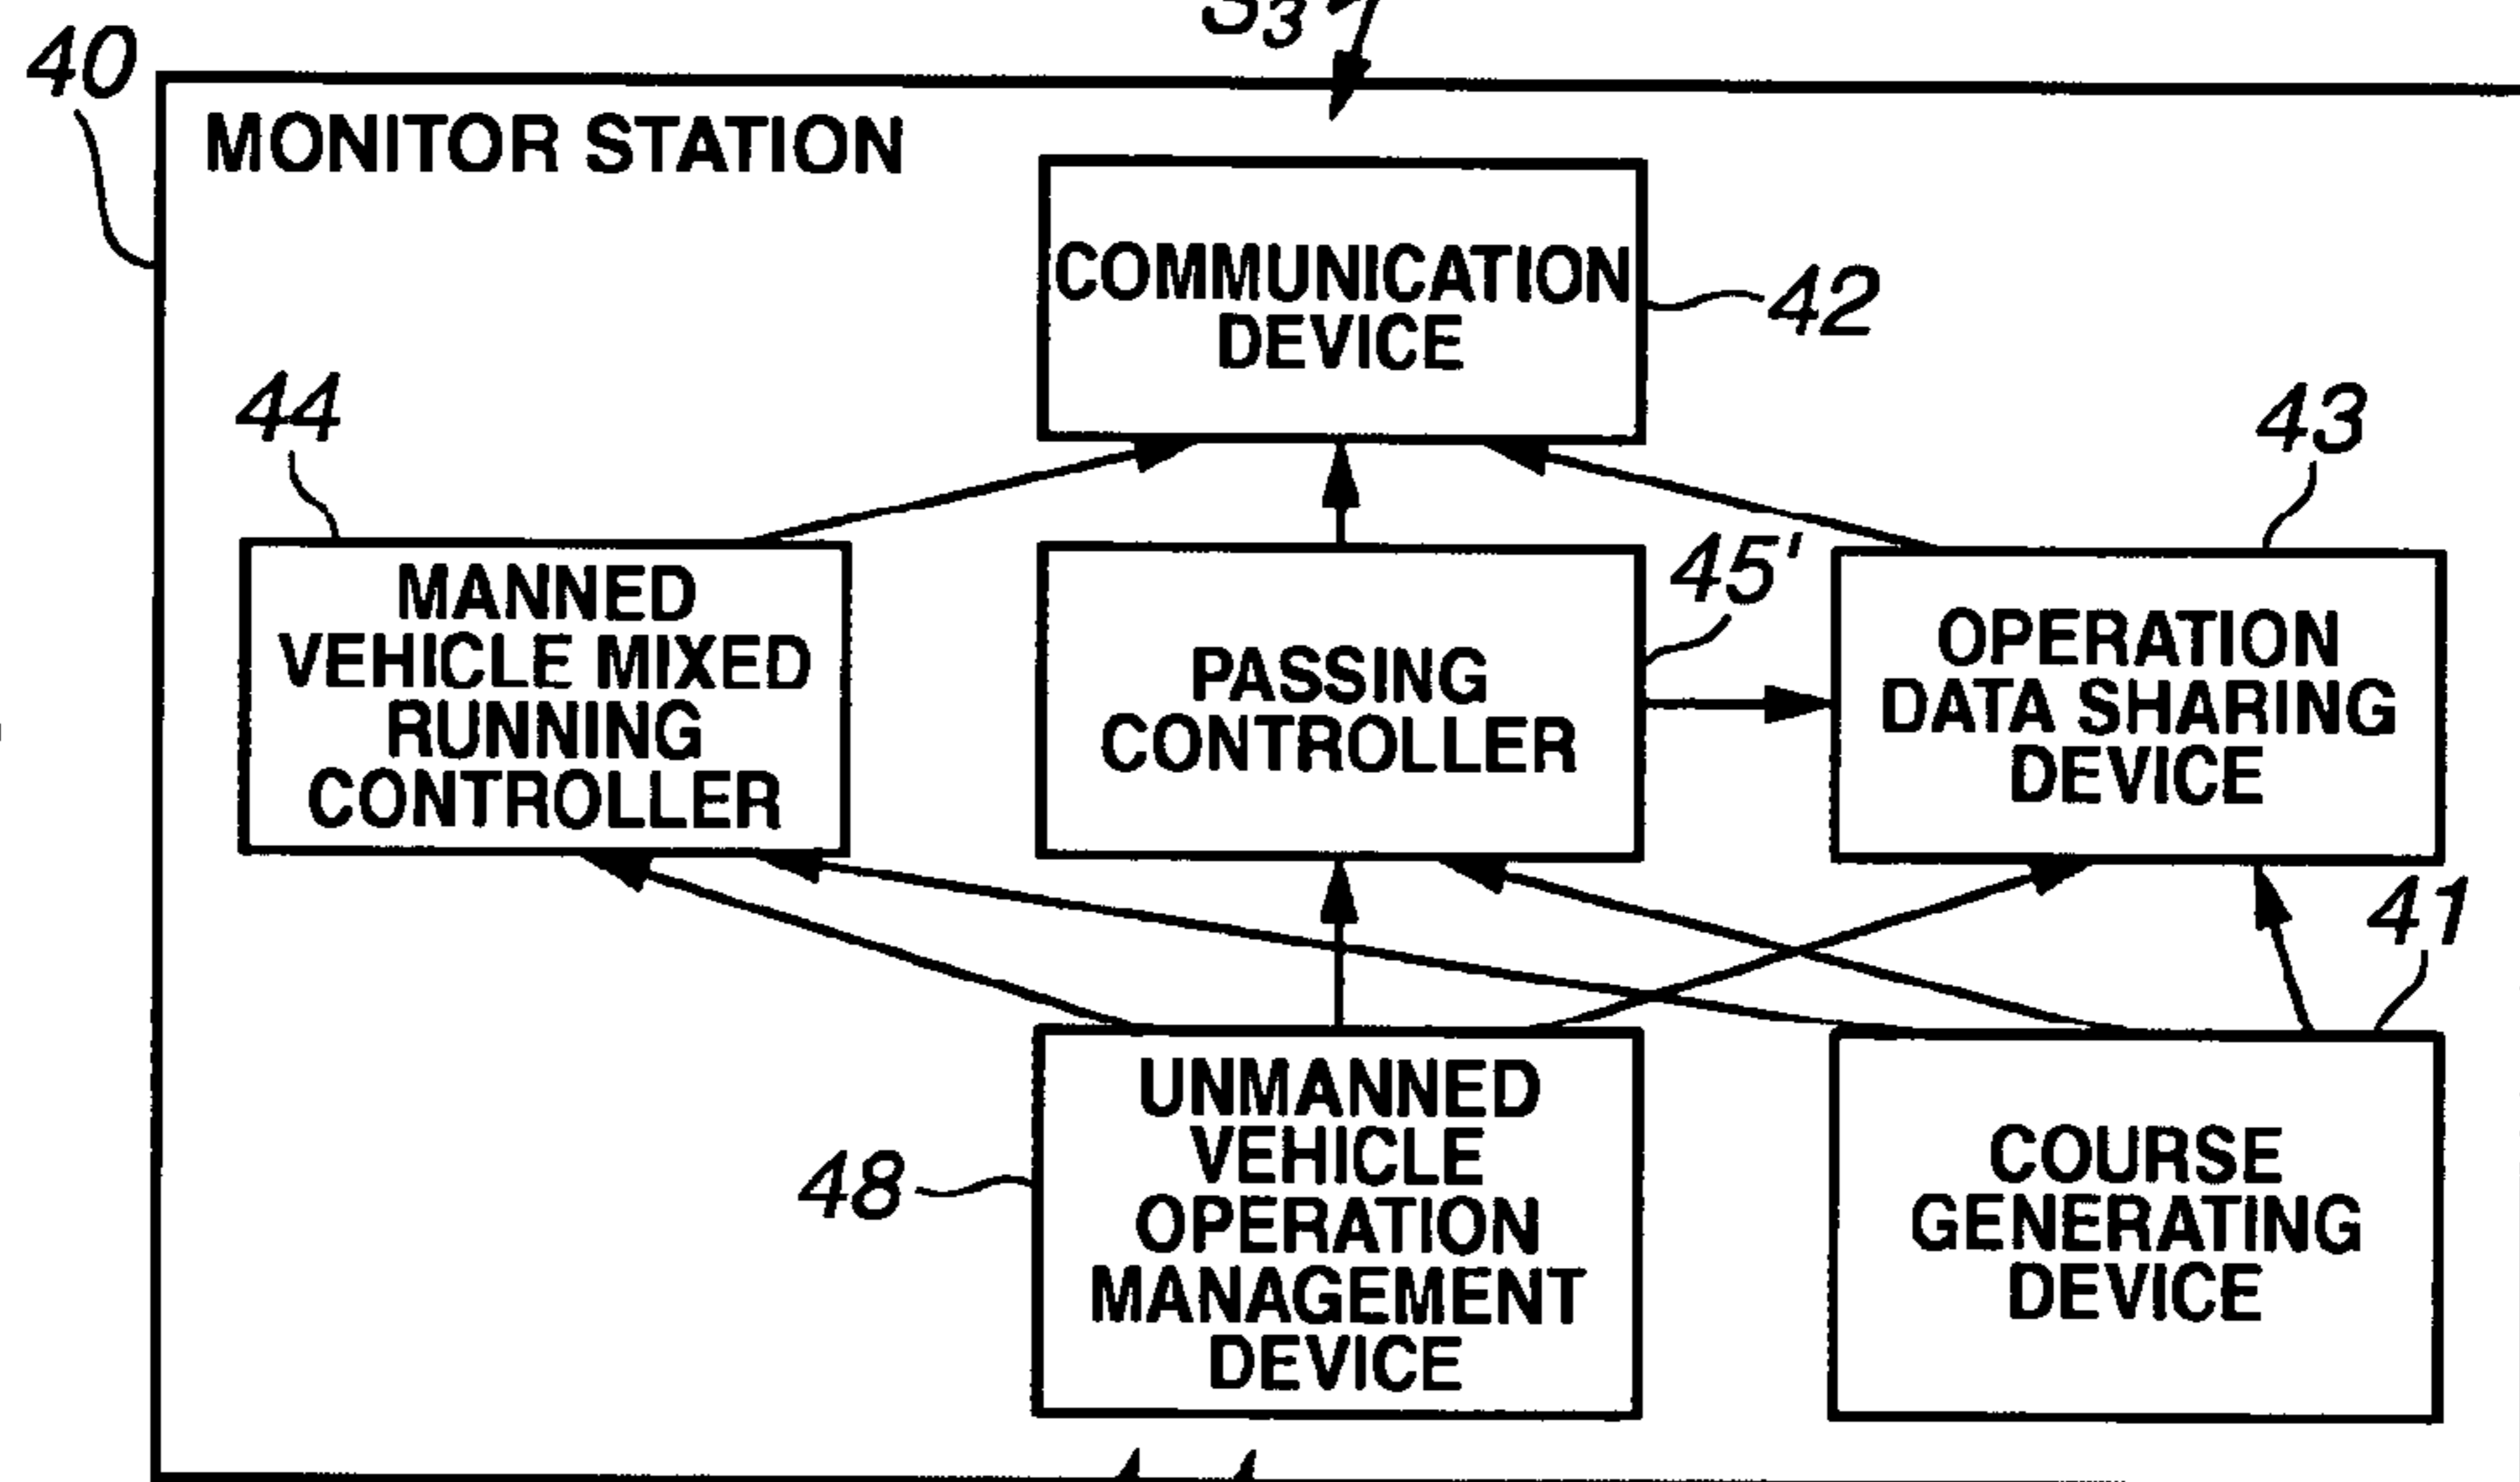 S3
40
MONITOR STATION
COMMUNICATION
DEVICE
42
44
43
MANNED
VEHICLE MIXED
RUNNING
CONTROLLER
45'
PASSING
CONTROLLER
OPERATION
DATA SHARING
DEVICE
41
48
UNMANNED
VEHICLE
OPERATION
MANAGEMENT
DEVICE
COURSE
GENERATING
DEVICE